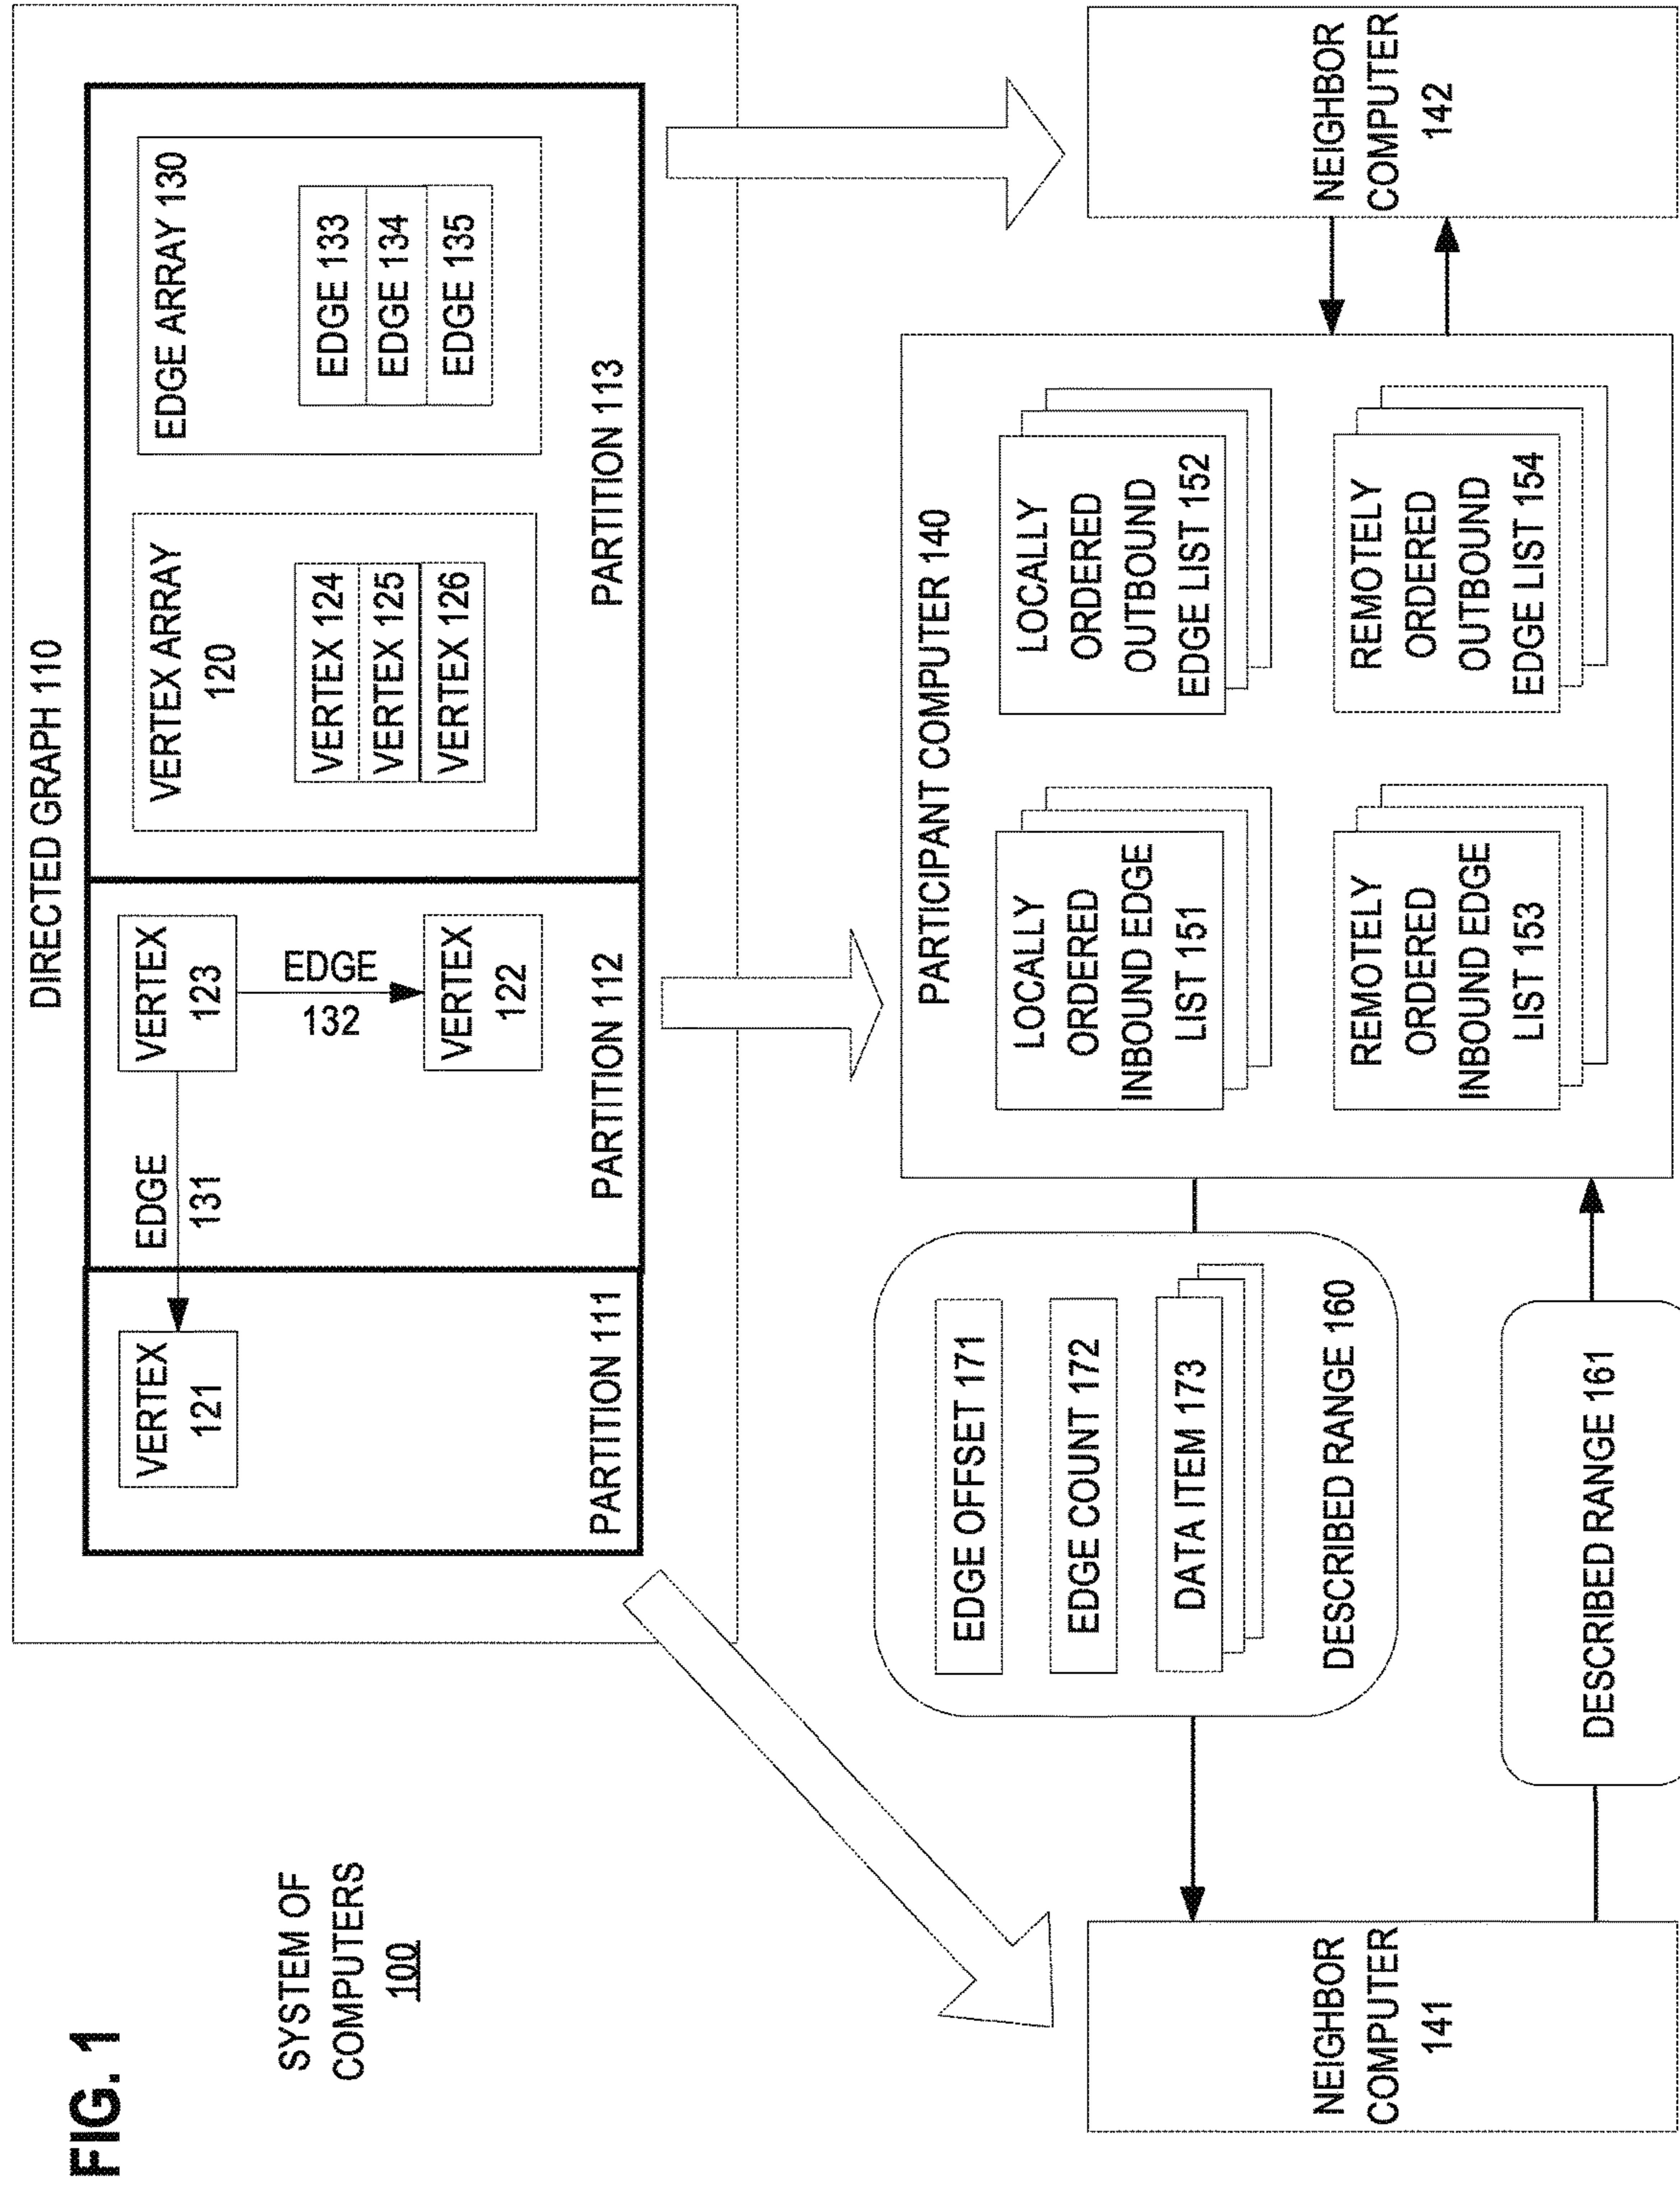 FIG. 1
SYSTEM OF
COMPUTERS
100
DIRECTED GRAPH 110
VERTEX
121
PARTITION 111
EDGE
131
VERTEX
123
EDGE
132
VERTEX
122
PARTITION 112
VERTEX ARRAY
120
VERTEX 124
VERTEX 125
VERTEX 126
EDGE ARRAY 130
EDGE 133
EDGE 134
EDGE 135
PARTITION 113
NEIGHBOR
COMPUTER
141
EDGE OFFSET 171
EDGE COUNT 172
DATA ITEM 173
DESCRIBED RANGE 160
DESCRIBED RANGE 161
PARTICIPANT COMPUTER 140
LOCALLY
ORDERED
INBOUND EDGE
LIST 151
LOCALLY
ORDERED
OUTBOUND
EDGE LIST 152
REMOTELY
ORDERED
INBOUND EDGE
LIST 153
REMOTELY
ORDERED
OUTBOUND
EDGE LIST 154
NEIGHBOR
COMPUTER
142